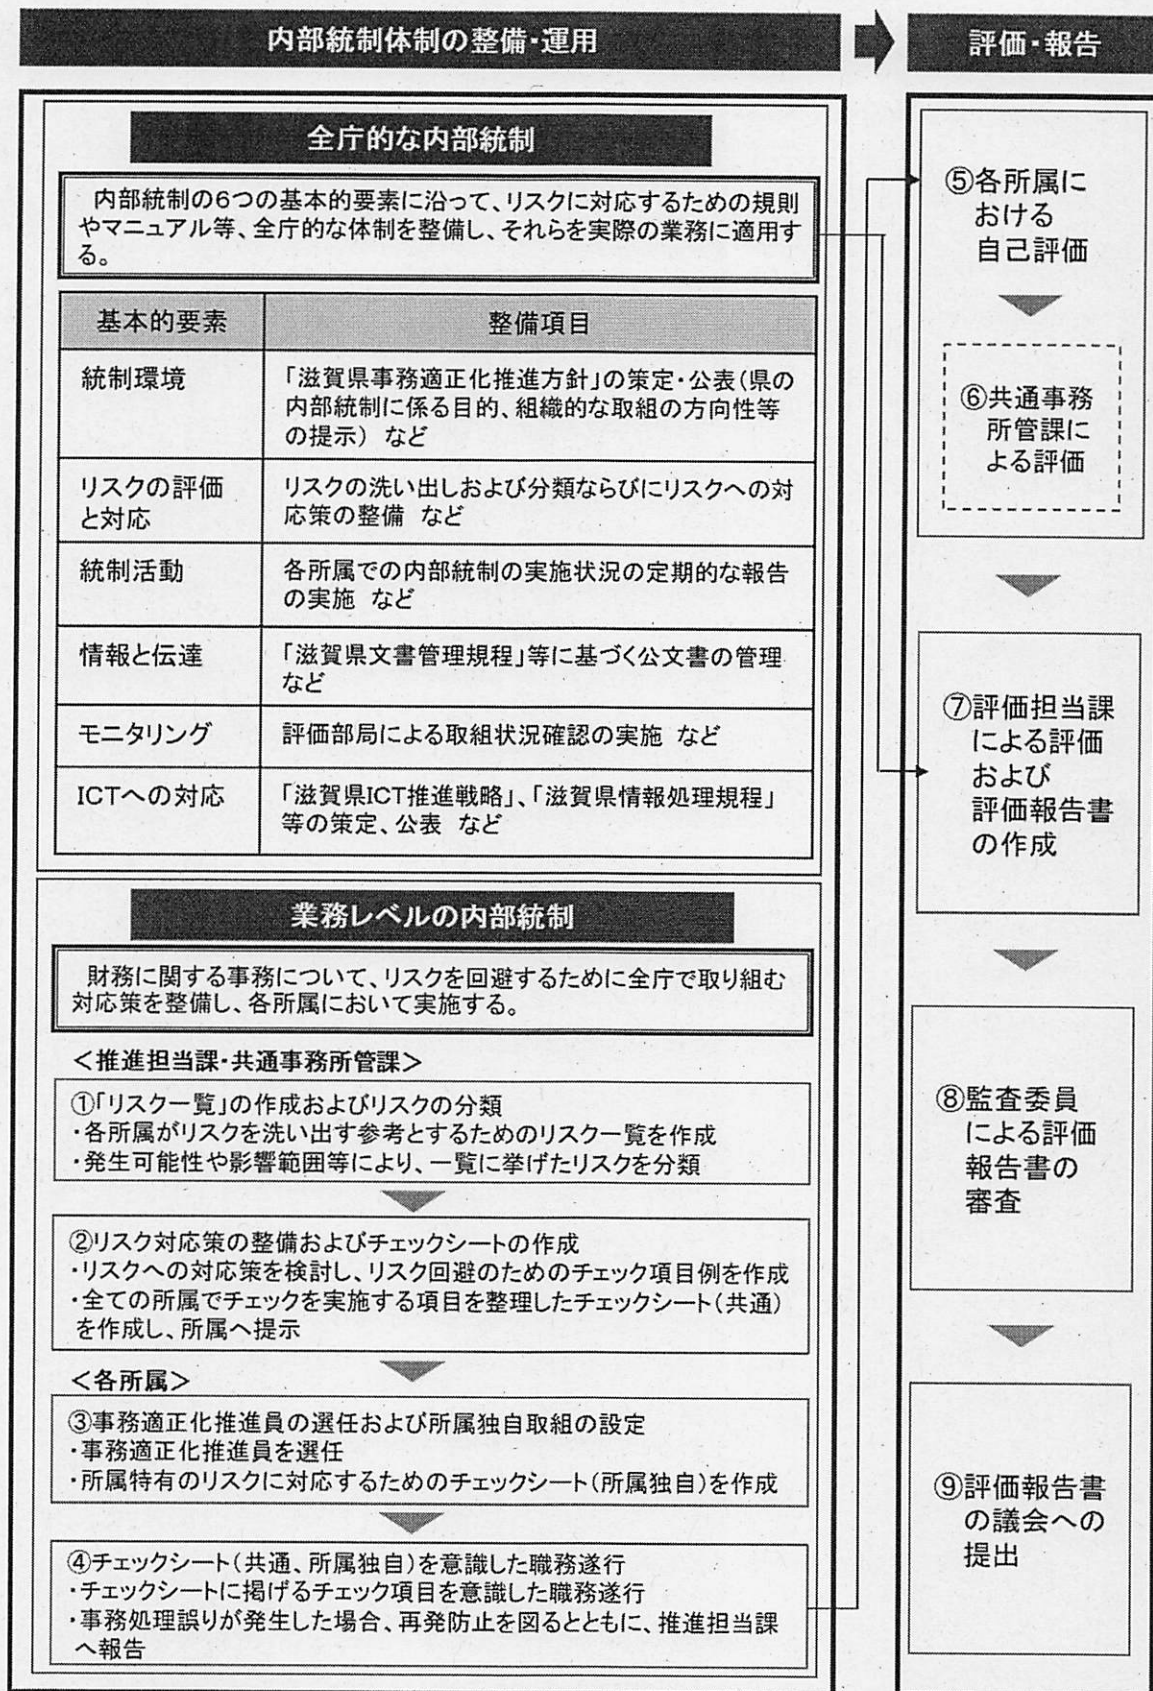 内部統制体制の整備・運用
評価・報告
全庁的な内部統制
内部統制の6つの基本的要素に沿って、リスクに対応するための規則
やマニュアル等、全庁的な体制を整備し、それらを実際の業務に適用す
る。
基本的要素
整備項目
統制環境
「滋賀県事務適正化推進方針」の策定・公表(県の
内部統制に係る目的、組織的な取組の方向性等
の提示) など
リスクの評価
と対応
リスクの洗い出しおよび分類ならびにリスクへの対
応策の整備 など
統制活動
各所属での内部統制の実施状況の定期的な報告
の実施 など
情報と伝達
「滋賀県文書管理規程」等に基づく公文書の管理
など
モニタリング
評価部局による取組状況確認の実施 など
ICTへの対応
「滋賀県ICT推進戦略」、「滋賀県情報処理規程」
等の策定、公表 など
業務レベルの内部統制
財務に関する事務について、リスクを回避するために全庁で取り組む
対応策を整備し、各所属において実施する。
<推進担当課・共通事務所管課>
①「リスク一覧」の作成およびリスクの分類
・各所属がリスクを洗い出す参考とするためのリスク一覧を作成
・発生可能性や影響範囲等により、一覧に挙げたリスクを分類
②リスク対応策の整備およびチェックシートの作成
・リスクへの対応策を検討し、リスク回避のためのチェック項目例を作成
・全ての所属でチェックを実施する項目を整理したチェックシート(共通)
を作成し、所属へ提示
<各所属>
③事務適正化推進員の選任および所属独自取組の設定
・事務適正化推進員を選任
・所属特有のリスクに対応するためのチェックシート(所属独自)を作成
④チェックシート(共通、所属独自)を意識した職務遂行
・チェックシートに掲げるチェック項目を意識した職務遂行
・事務処理誤りが発生した場合、再発防止を図るとともに、推進担当課
へ報告
⑤各所属に
おける
自己評価
⑥共通事務
所管課に
よる評価
⑦評価担当課
による評価
および
評価報告書
の作成
⑧監査委員
による評価
報告書の
審査
⑨評価報告書
の議会への
提出